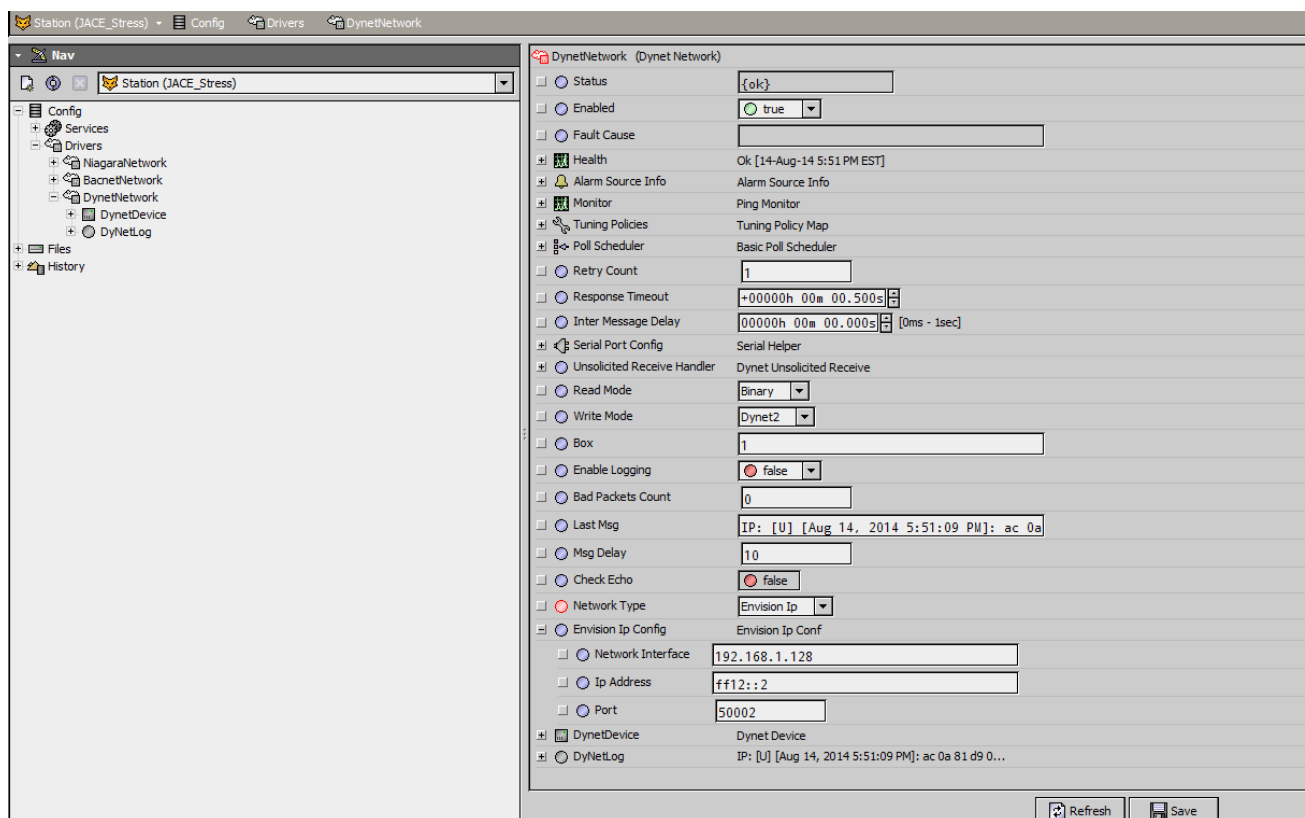 Station (JACE_Stress) Config Drivers DynetNetwork
Nav
Station (JACE_Stress)
Config
Services
Drivers
NiagaraNetwork
BacnetNetwork
DynetNetwork
DynetDevice
DyNetLog
Files
History
DynetNetwork (Dynet Network)
Status {ok}
Enabled true
Fault Cause
Health Ok [14-Aug-14 5:51 PM EST]
Alarm Source Info Alarm Source Info
Monitor Ping Monitor
Tuning Policies Tuning Policy Map
Poll Scheduler Basic Poll Scheduler
Retry Count 1
Response Timeout +00000h 00m 00.500s
Inter Message Delay 00000h 00m 00.000s [0ms - 1sec]
Serial Port Config Serial Helper
Unsolicited Receive Handler Dynet Unsolicited Receive
Read Mode Binary
Write Mode Dynet2
Box 1
Enable Logging false
Bad Packets Count 0
Last Msg IP: [U] [Aug 14, 2014 5:51:09 PM]: ac 0a
Msg Delay 10
Check Echo false
Network Type Envision Ip
Envision Ip Config Envision Ip Conf
Network Interface 192.168.1.128
Ip Address ff12::2
Port 50002
DynetDevice Dynet Device
DyNetLog IP: [U] [Aug 14, 2014 5:51:09 PM]: ac 0a 81 d9 0...
Refresh Save